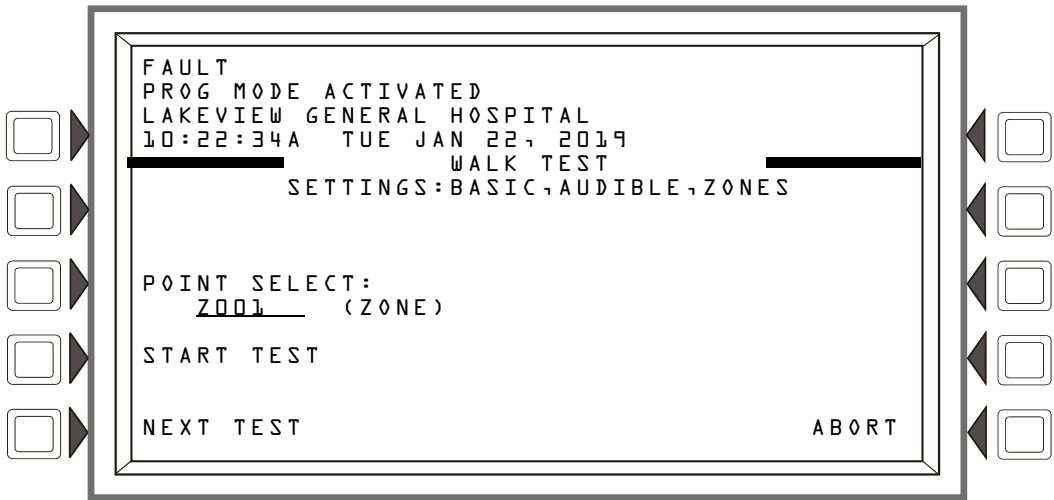 FAULT
PROG MODE ACTIVATED
LAKEVIEW GENERAL HOSPITAL
10:22:34A TUE JAN 22, 2019
WALK TEST
SETTINGS:BASIC,AUDIBLE,ZONES
POINT SELECT:
Z001 (ZONE)
START TEST
NEXT TEST ABORT